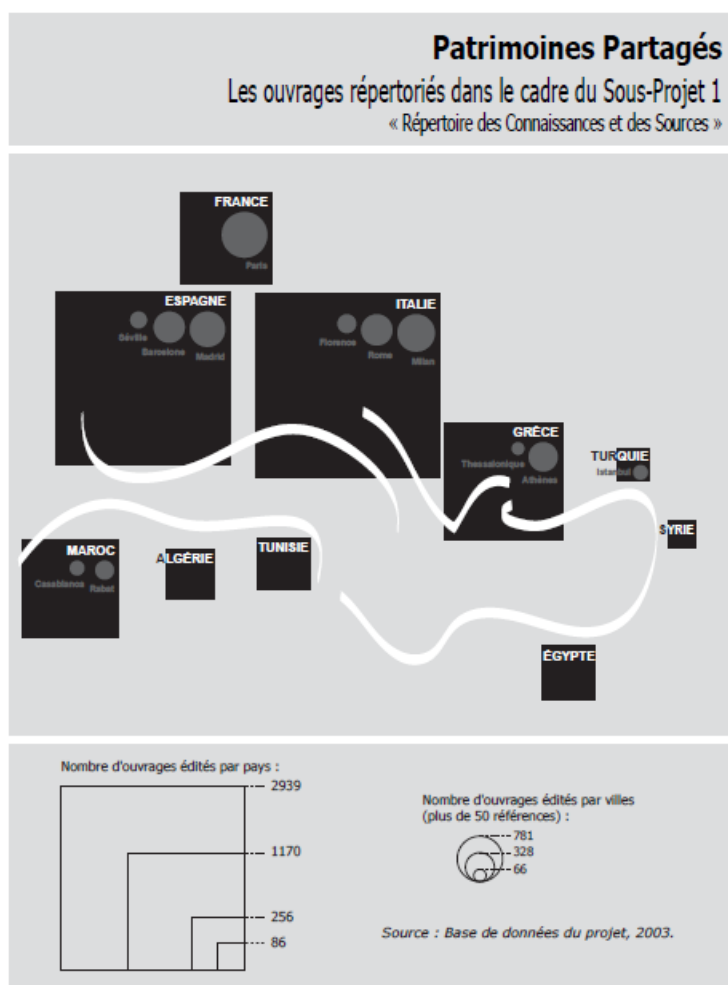 Patrimoines Partagés
Les ouvrages répertoriés dans le cadre du Sous-Projet 1
« Répertoire des Connaissances et des Sources »
FRANCE
Paris
ESPAGNE
Séville
Barcelone
Madrid
ITALIE
Florence
Rome
Milan
GRÈCE
Thessalonique
Athènes
TURQUIE
Istanbul
SYRIE
MAROC
Casablanca
Rabat
ALGÉRIE
TUNISIE
ÉGYPTE
Nombre d'ouvrages édités par pays :
2939
1170
256
86
Nombre d'ouvrages édités par villes
(plus de 50 références) :
781
328
66
Source : Base de données du projet, 2003.